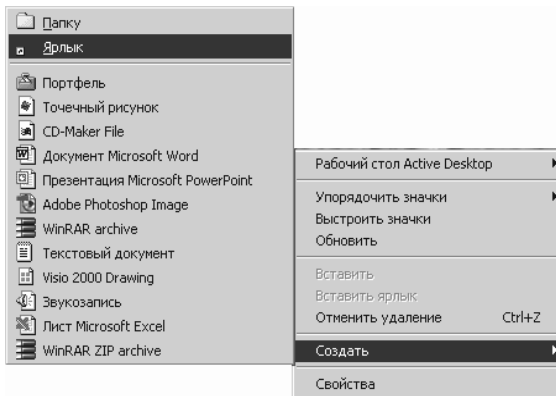 Папку
Ярлык
Портфель
Точечный рисунок
CD-Maker File
Документ Microsoft Word
Презентация Microsoft PowerPoint
Adobe Photoshop Image
WinRAR archive
Текстовый документ
Visio 2000 Drawing
Звукозапись
Лист Microsoft Excel
WinRAR ZIP archive
Рабочий стол Active Desktop
Упорядочить значки
Выстроить значки
Обновить
Вставить
Вставить ярлык
Отменить удаление Ctrl+Z
Создать
Свойства